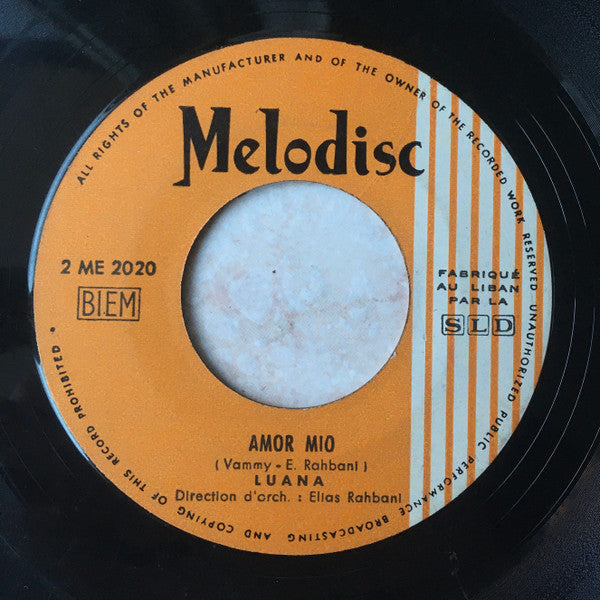 ALL RIGHTS OF THE MANUFACTURER AND OF THE OWNER OF THE RECORDED WORK RESERVED UNAUTHORIZED PUBLIC PERFORMANCE BROADCASTING AND COPYING OF THIS RECORD PROHIBITED.
Melodisc
2 ME 2020
BIEM
FABRIQUÉ
AU LIBAN
PAR LA
SLD
AMOR MIO
(Vammy - E. Rahbani)
LUANA
Direction d'orch. : Elias Rahbani